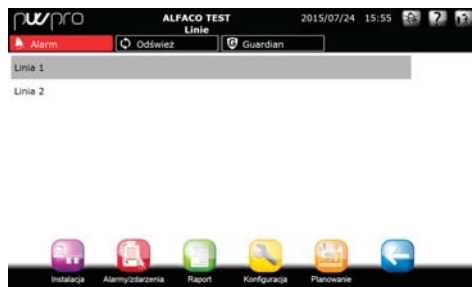 pwpro ALFACO TEST 2015/07/24 15:55 ?
Linie
Alarm Odśwież G Guardian
Linia 1
Linia 2
Instalacja Alarmy/zdarzenia Raport Konfiguracja Planowanie